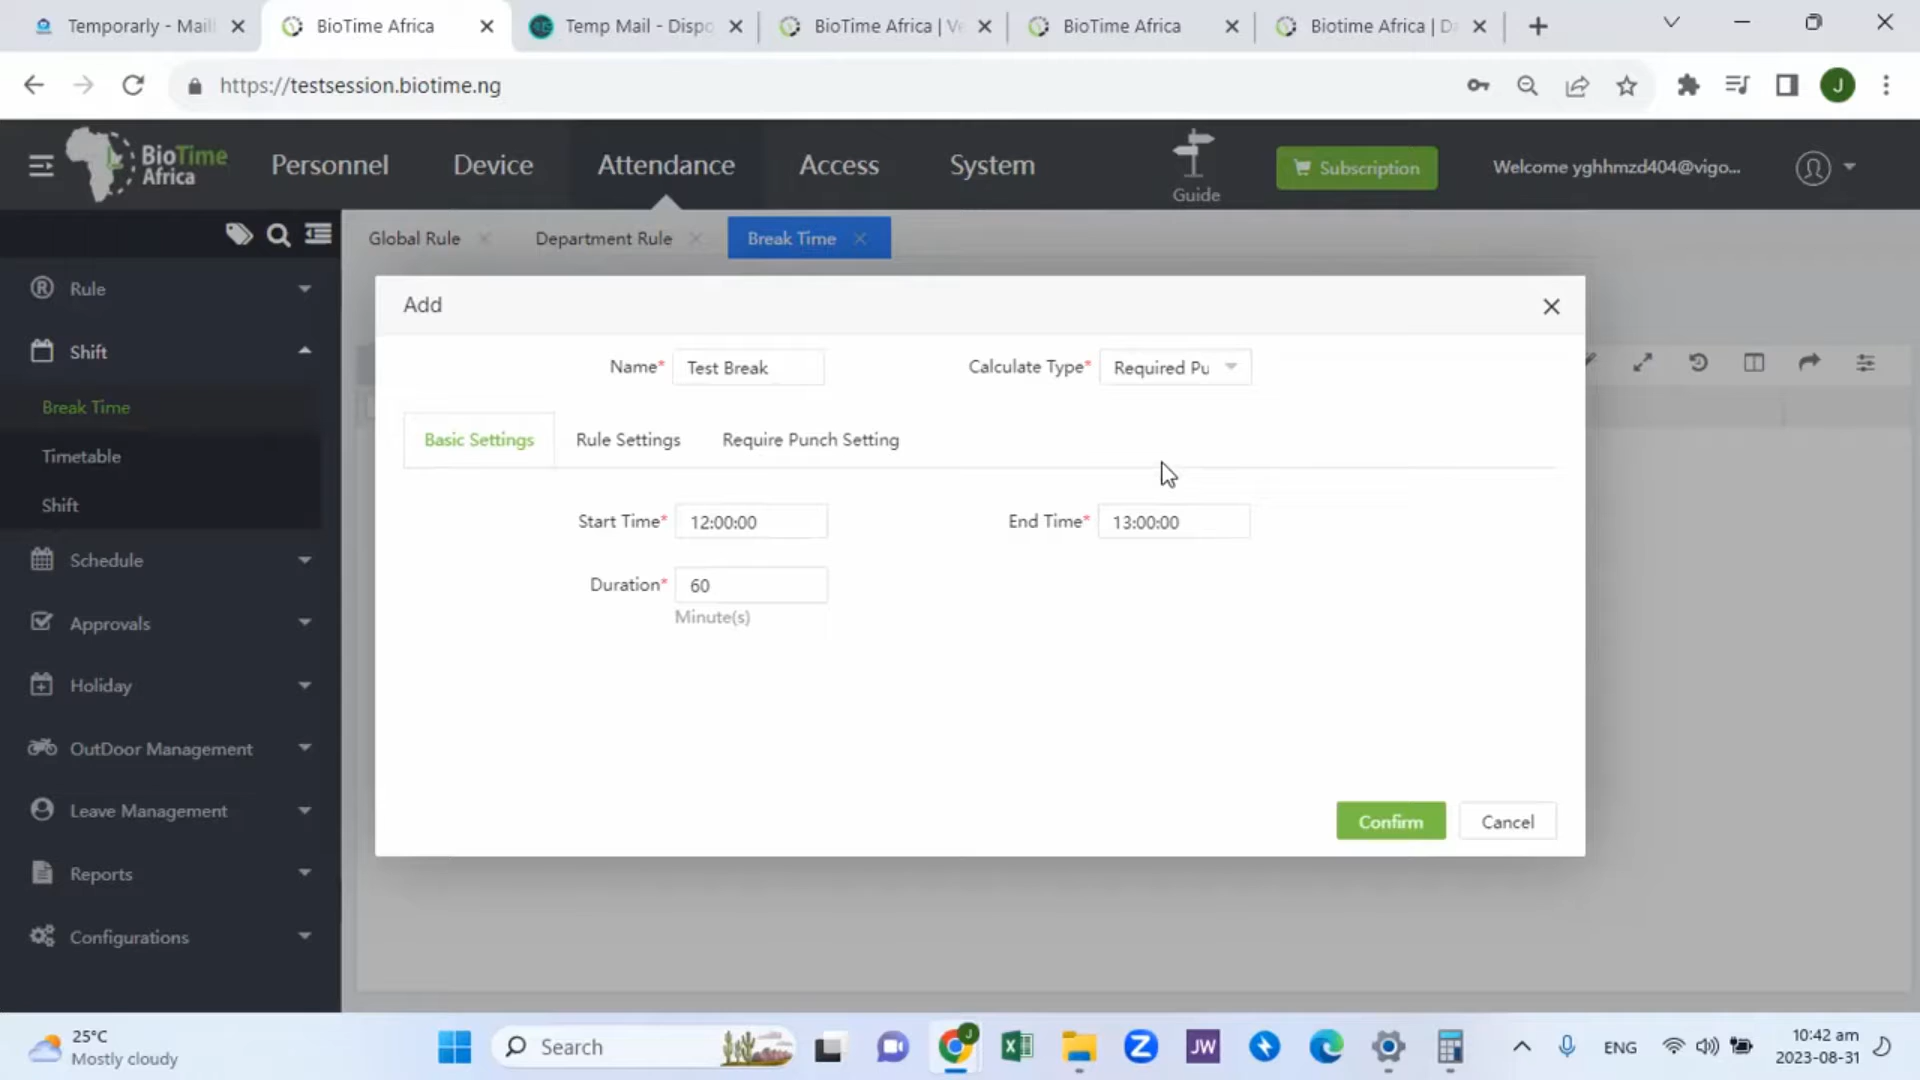 Temporarly - Maili
BioTime Africa
Temp Mail - Dispo
BioTime Africa | Ve
BioTime Africa
Biotime Africa | Da
https://testsession.biotime.ng
J
BioTime
Africa
Personnel
Device
Attendance
Access
System
Guide
Subscription
Welcome yghhmzd404@vigo...
Global Rule
Department Rule
Break Time
Rule
Shift
Break Time
Timetable
Shift
Schedule
Approvals
Holiday
OutDoor Management
Leave Management
Reports
Configurations
Add
Name*
Test Break
Calculate Type*
Required Pu
Basic Settings
Rule Settings
Require Punch Setting
Start Time*
12:00:00
End Time*
13:00:00
Duration*
60
Minute(s)
Confirm
Cancel
25°C
Mostly cloudy
Search
J
JW
ENG
10:42 am
2023-08-31